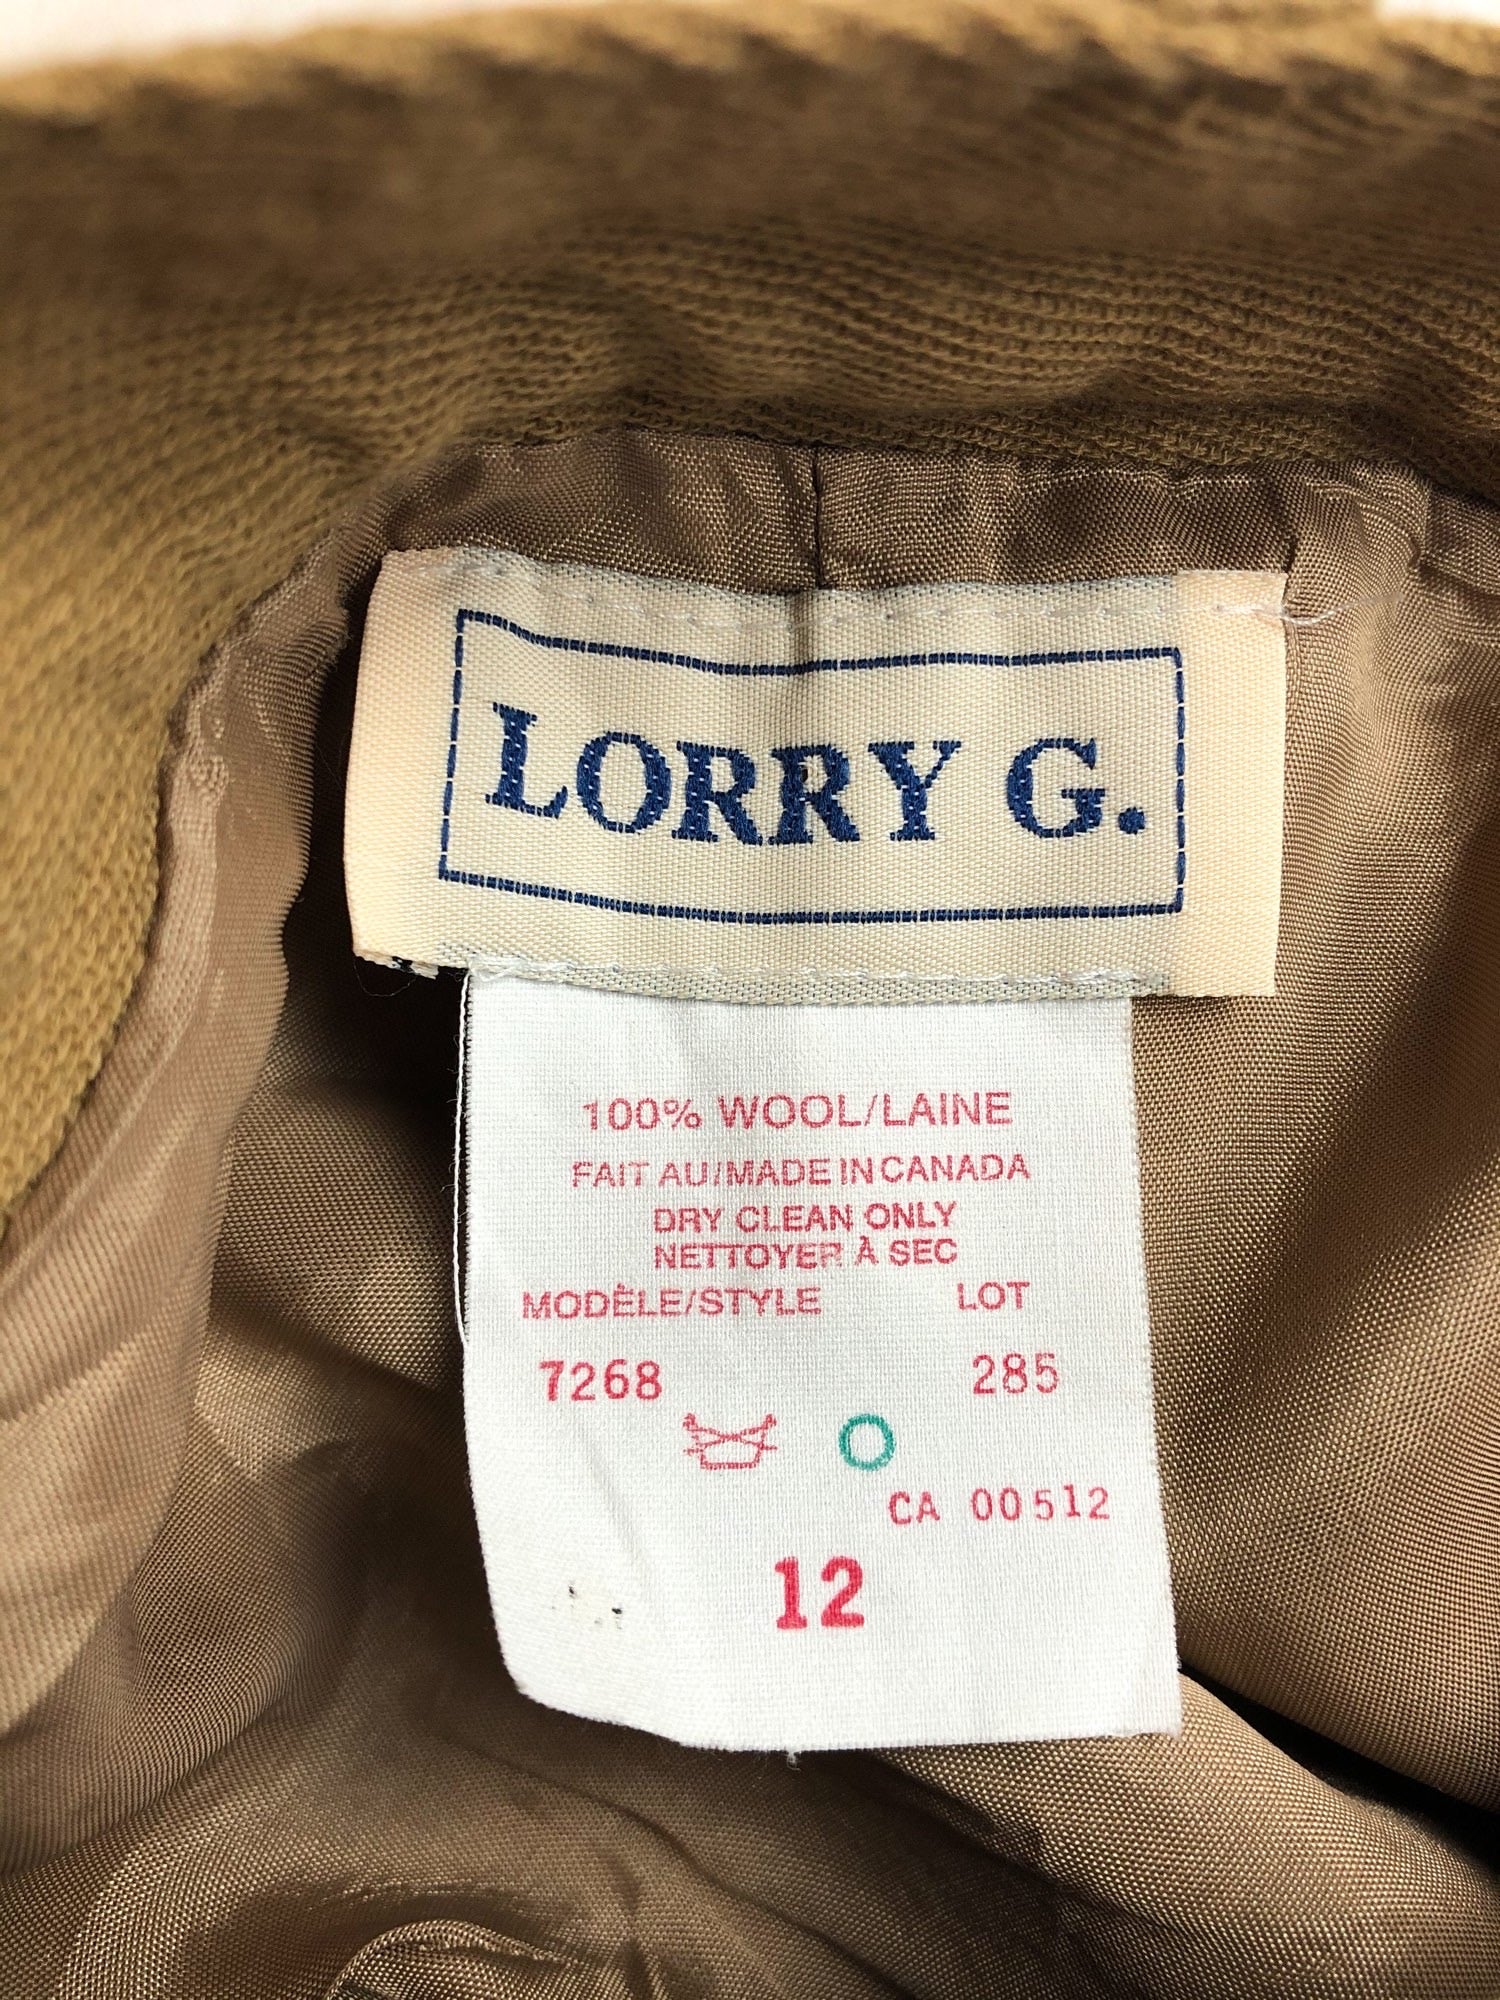 LORRY G.
100% WOOL/LAINE
FAIT AU/MADE IN CANADA
DRY CLEAN ONLY
NETTOYER À SEC
MODÈLE/STYLE LOT
7268 285
CA 00512
12